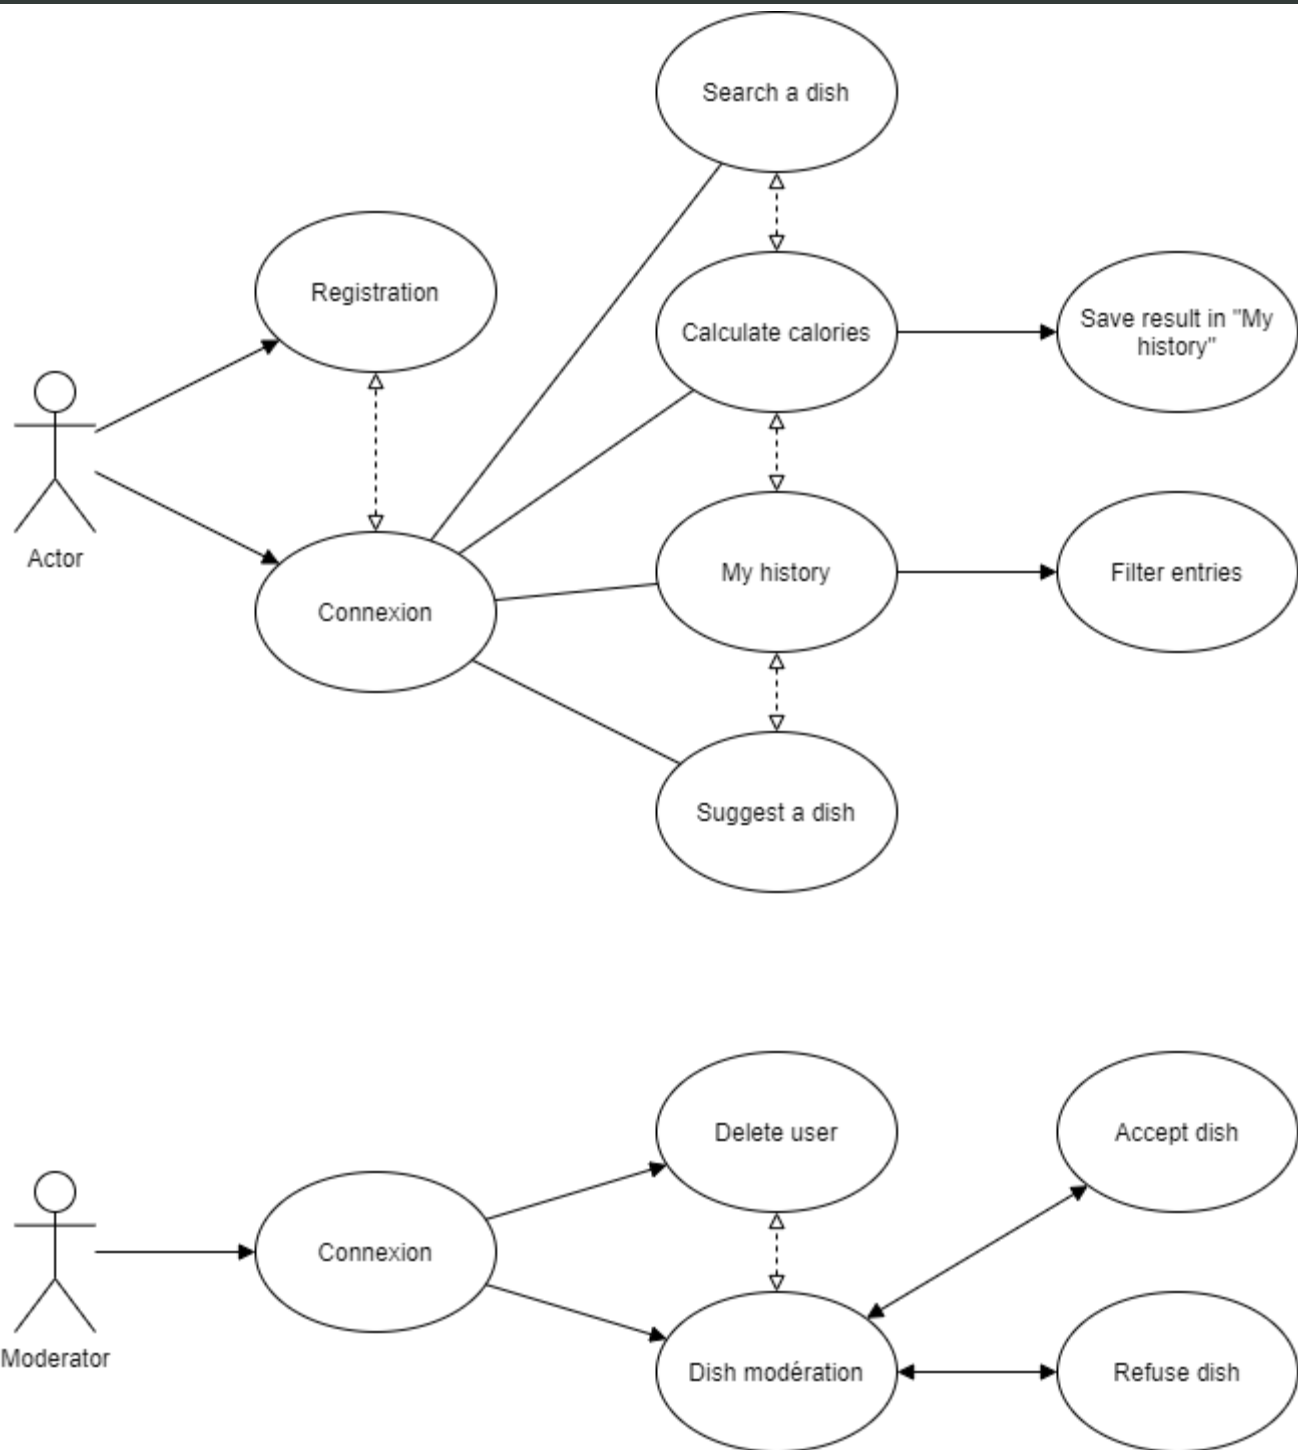 Search a dish
Registration
Calculate calories
Save result in "My
history"
Actor
Connexion
My history
Filter entries
Suggest a dish
Delete user
Accept dish
Moderator
Connexion
Dish modération
Refuse dish